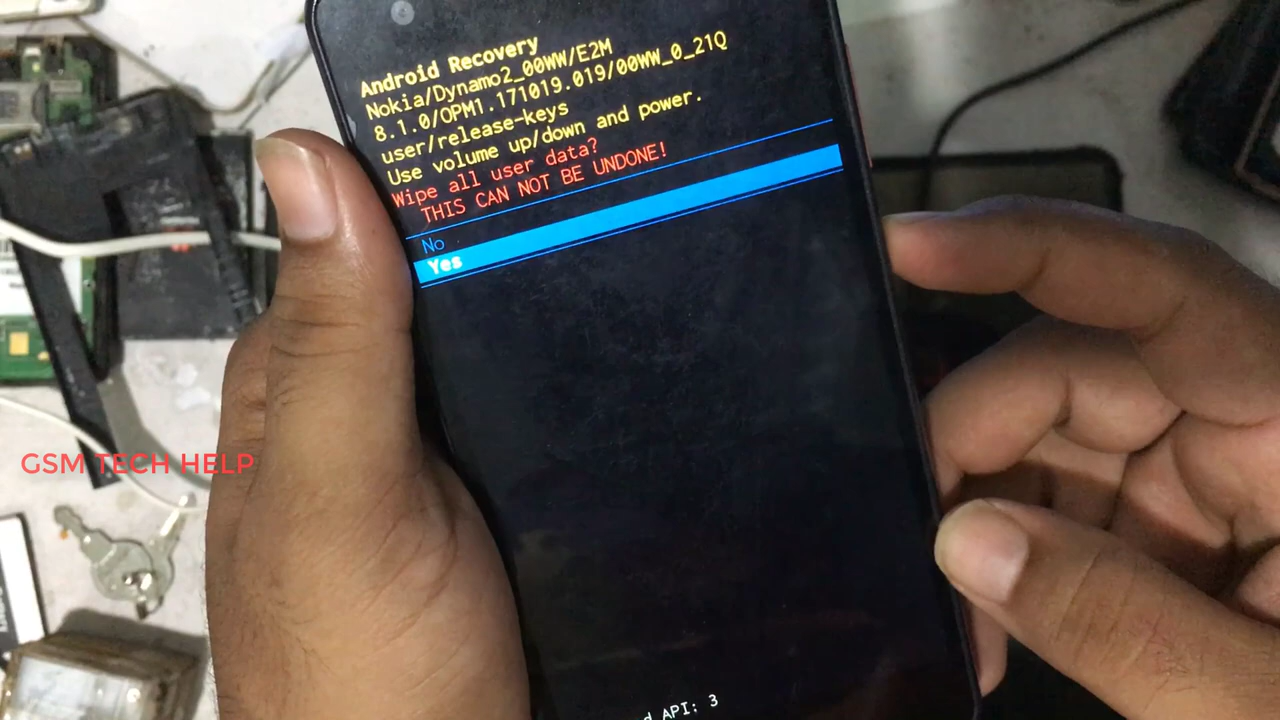 Android Recovery
Nokia/Dynamo2_00WW/E2M
8.1.0/OPM1.171019.019/00WW_0_21Q
user/release-keys
Use volume up/down and power.
Wipe all user data?
THIS CAN NOT BE UNDONE!
No
Yes
GSM TECH HELP
API: 3